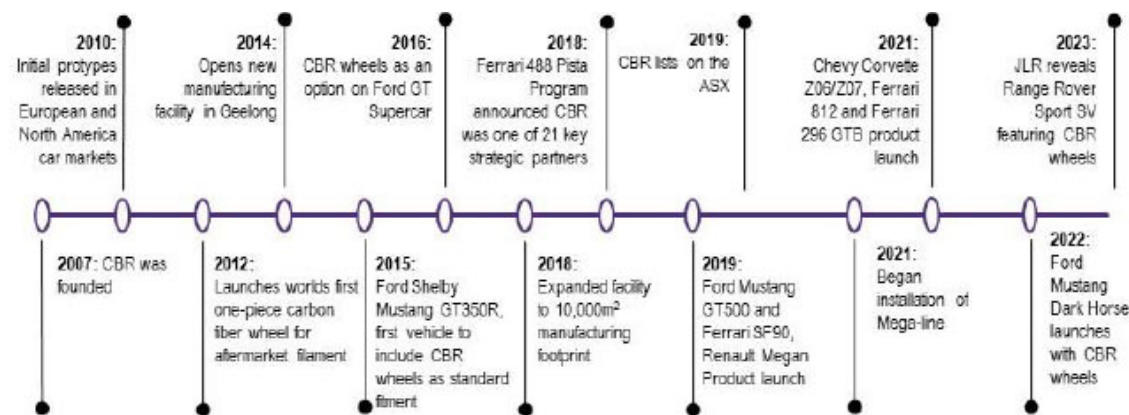 2010:
Initial protypes
released in
European and
North America
car markets
2014:
Opens new
manufacturing
facility in Geelong
2016:
CBR wheels as an
option on Ford GT
Supercar
2018:
Ferrari 488 Pista
Program
announced CBR
was one of 21 key
strategic partners
2019:
CBR lists on the
ASX
2021:
Chevy Corvette
Z06/Z07, Ferrari
812 and Ferrari
296 GTB product
launch
2023:
JLR reveals
Range Rover
Sport SV
featuring CBR
wheels
2007: CBR was
founded
2012:
Launches worlds first
one-piece carbon
fiber wheel for
aftermarket filament
2015:
Ford Shelby
Mustang GT350R,
first vehicle to
include CBR
wheels as standard
fitment
2018:
Expanded facility
to 10,000m²
manufacturing
footprint
2019:
Ford Mustang
GT500 and
Ferrari SF90,
Renault Megan
Product launch
2021:
Began
installation of
Mega-line
2022:
Ford
Mustang
Dark Horse
launches
with CBR
wheels